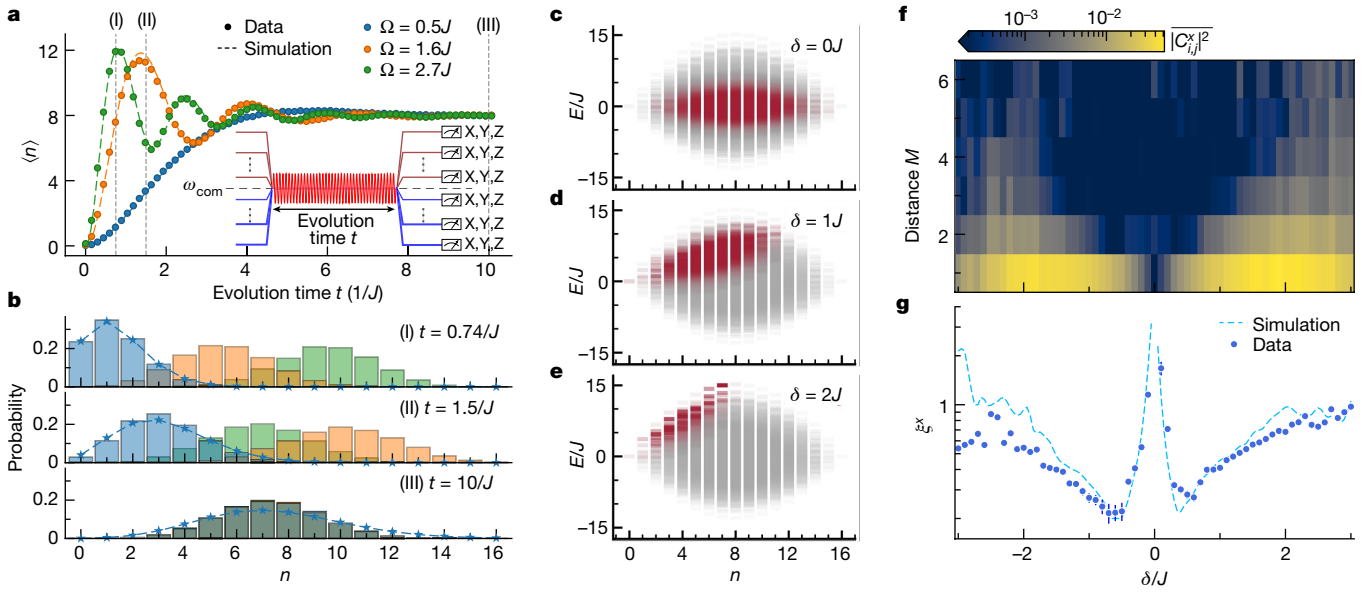 a
(I) (II) (III)
Data
Simulation
Ω = 0.5J
Ω = 1.6J
Ω = 2.7J
⟨n⟩
12
8
4
0
ω_com
X,Y,Z
X,Y,Z
X,Y,Z
X,Y,Z
X,Y,Z
X,Y,Z
Evolution
time t
0 2 4 6 8 10
Evolution time t (1/J)
b
Probability
(I) t = 0.74/J
0.2
0
(II) t = 1.5/J
0.2
0
(III) t = 10/J
0.2
0
0 2 4 6 8 10 12 14 16
n
c
δ = 0J
E/J
15
0
−15
d
δ = 1J
E/J
15
0
−15
e
δ = 2J
E/J
15
0
−15
0 4 8 12 16
n
f
10⁻³ 10⁻² |Cˣᵢ,ⱼ|²
Distance M
6
4
2
g
Simulation
Data
ξˣ
1
−2 0 2
δ/J